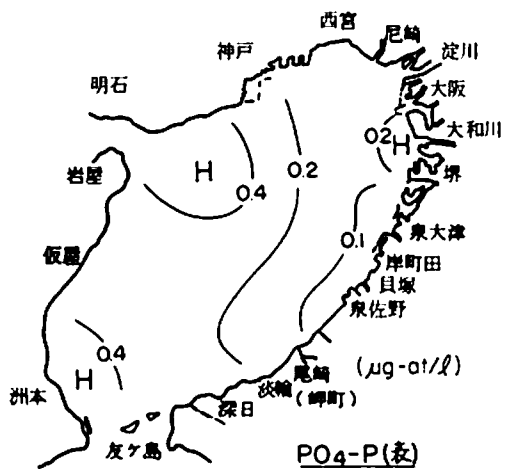 西宮
尼崎
神戸
淀川
明石
大阪
大和川
0.2
H
岩屋
H
0.4
0.2
堺
0.1
泉大津
仮屋
岸町田
貝塚
泉佐野
0.4
H
尾崎
(μg-at/l)
洲本
淡輪
(岬町)
深日
友ケ島
PO4-P(表)